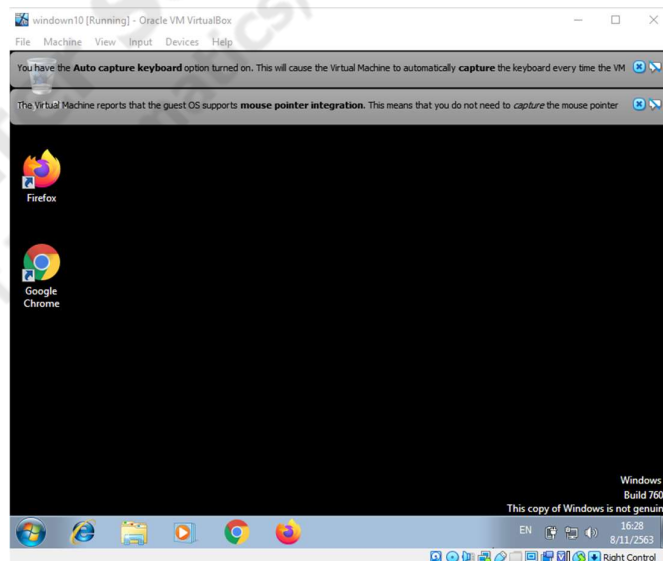 windown10 [Running] - Oracle VM VirtualBox
File Machine View Input Devices Help
You have the Auto capture keyboard option turned on. This will cause the Virtual Machine to automatically capture the keyboard every time the VM
The Virtual Machine reports that the guest OS supports mouse pointer integration. This means that you do not need to capture the mouse pointer
Firefox
Google
Chrome
Windows
Build 760
This copy of Windows is not genuin
EN 16:28
8/11/2563
Right Control